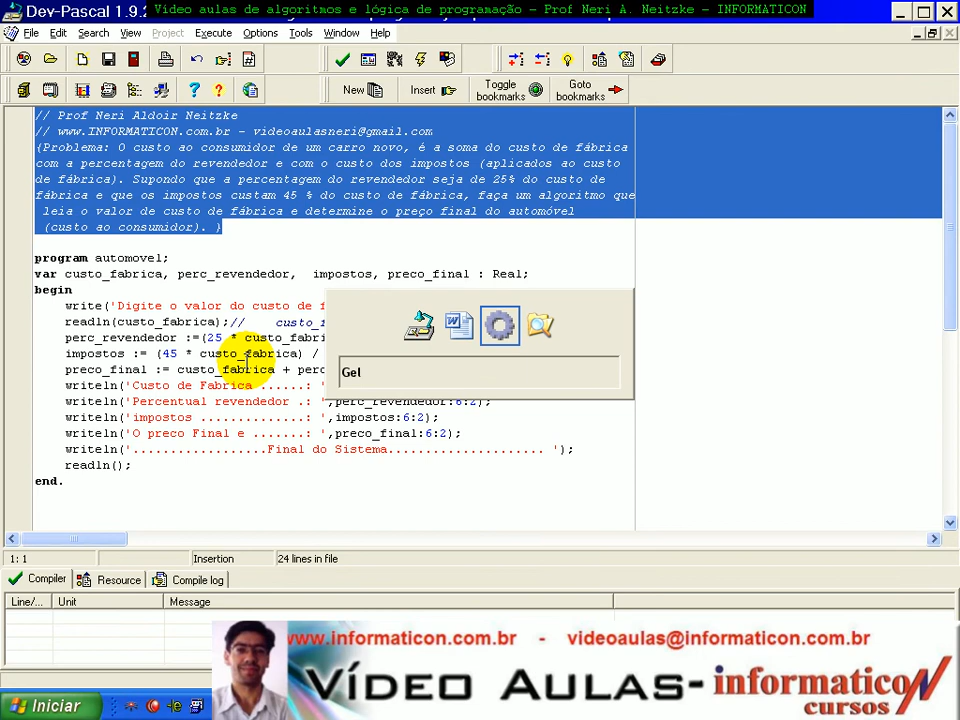 Dev-Pascal 1.9.2
Vídeo aulas de algoritmos e lógica de programação – Prof Neri A. Neitzke – INFORMATICON
File Edit Search View Project Execute Options Tools Window Help
New Insert Toggle bookmarks Goto bookmarks
// Prof Neri Aldoir Neitzke
// www.INFORMATICON.com.br - videoaulasneri@gmail.com
{Problema: O custo ao consumidor de um carro novo, é a soma do custo de fábrica
com a percentagem do revendedor e com o custo dos impostos (aplicados ao custo
de fábrica). Supondo que a percentagem do revendedor seja de 25% do custo de
fábrica e que os impostos custam 45 % do custo de fábrica, faça um algoritmo que
leia o valor de custo de fábrica e determine o preço final do automóvel
(custo ao consumidor). }
program automovel;
var custo_fabrica, perc_revendedor, impostos, preco_final : Real;
begin
write('Digite o valor do custo de f
readln(custo_fabrica);//
perc_revendedor :=(25 * custo_fabri
impostos := (45 * custo_fabrica) /
preco_final := custo_fabrica + perc
writeln('Custo de Fabrica ......: '
writeln('Percentual revendedor .: ',perc_revendedor:6:2);
writeln('impostos ..............: ',impostos:6:2);
writeln('O preco Final e .......: ',preco_final:6:2);
writeln('..................Final do Sistema..................... ');
readln();
end.
Gel
1: 1 Insertion 24 lines in file
Compiler Resource Compile log
Line/... Unit Message
www.informaticon.com.br - videoaulas@informaticon.com.br
Vídeo Aulas-informaticon
cursos
Iniciar